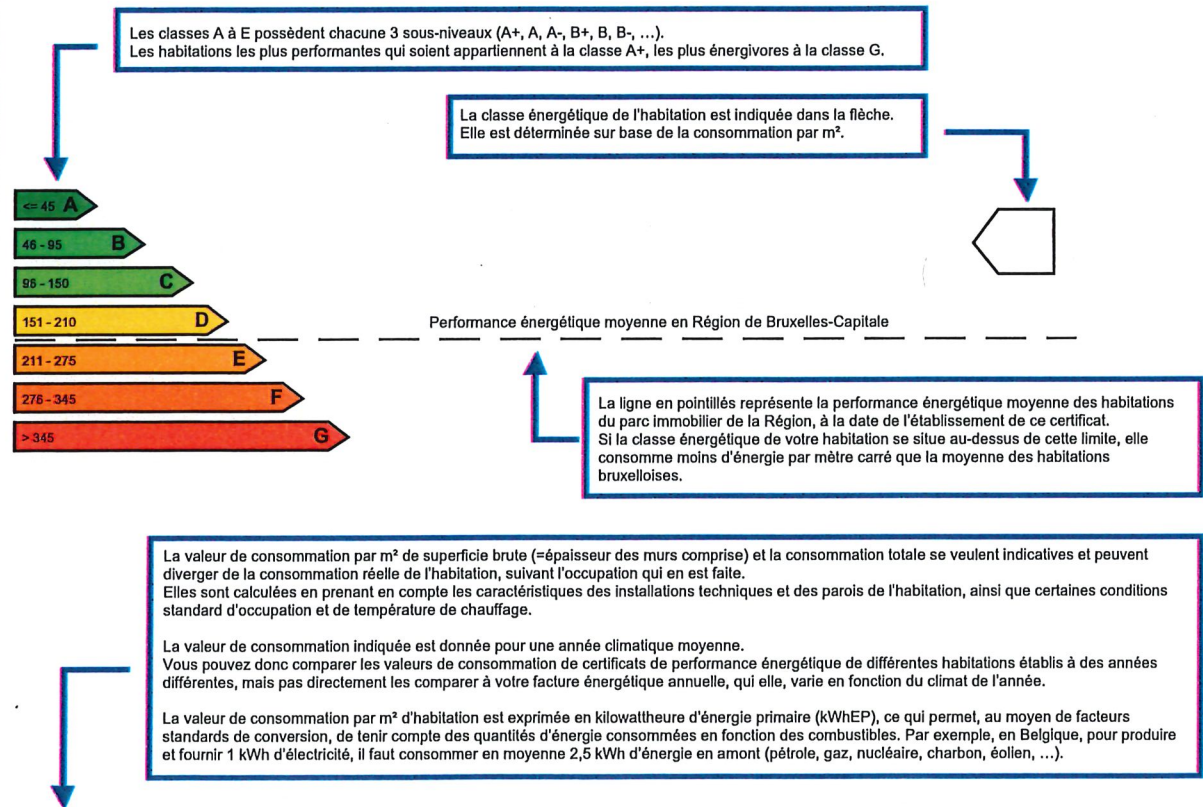 Les classes A à E possèdent chacune 3 sous-niveaux (A+, A, A-, B+, B, B-, ...).
Les habitations les plus performantes qui soient appartiennent à la classe A+, les plus énergivores à la classe G.
La classe énergétique de l'habitation est indiquée dans la flèche.
Elle est déterminée sur base de la consommation par m².
<= 45 A
46 - 95 B
96 - 150 C
151 - 210 D
Performance énergétique moyenne en Région de Bruxelles-Capitale
211 - 275 E
276 - 345 F
> 345 G
La ligne en pointillés représente la performance énergétique moyenne des habitations
du parc immobilier de la Région, à la date de l'établissement de ce certificat.
Si la classe énergétique de votre habitation se situe au-dessus de cette limite, elle
consomme moins d'énergie par mètre carré que la moyenne des habitations
bruxelloises.
La valeur de consommation par m² de superficie brute (=épaisseur des murs comprise) et la consommation totale se veulent indicatives et peuvent
diverger de la consommation réelle de l'habitation, suivant l'occupation qui en est faite.
Elles sont calculées en prenant en compte les caractéristiques des installations techniques et des parois de l'habitation, ainsi que certaines conditions
standard d'occupation et de température de chauffage.
La valeur de consommation indiquée est donnée pour une année climatique moyenne.
Vous pouvez donc comparer les valeurs de consommation de certificats de performance énergétique de différentes habitations établis à des années
différentes, mais pas directement les comparer à votre facture énergétique annuelle, qui elle, varie en fonction du climat de l'année.
La valeur de consommation par m² d'habitation est exprimée en kilowattheure d'énergie primaire (kWhEP), ce qui permet, au moyen de facteurs
standards de conversion, de tenir compte des quantités d'énergie consommées en fonction des combustibles. Par exemple, en Belgique, pour produire
et fournir 1 kWh d'électricité, il faut consommer en moyenne 2,5 kWh d'énergie en amont (pétrole, gaz, nucléaire, charbon, éolien, ...).